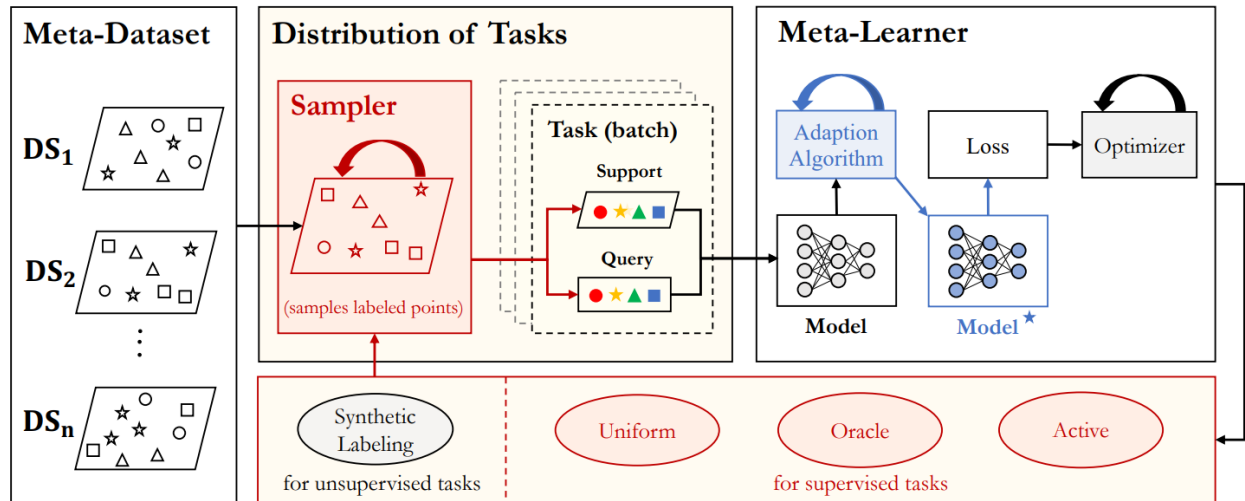 Meta-Dataset
DS1
DS2
DSn
Distribution of Tasks
Sampler
(samples labeled points)
Task (batch)
Support
Query
Meta-Learner
Adaption
Algorithm
Loss
Optimizer
Model
Model★
Synthetic
Labeling
for unsupervised tasks
Uniform
Oracle
Active
for supervised tasks